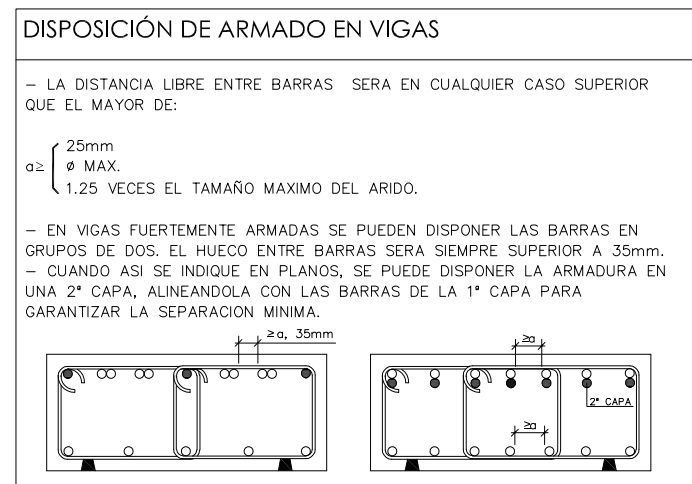 DISPOSICIÓN DE ARMADO EN VIGAS
– LA DISTANCIA LIBRE ENTRE BARRAS SERA EN CUALQUIER CASO SUPERIOR
QUE EL MAYOR DE:
25mm
a≥ ø MAX.
1.25 VECES EL TAMAÑO MAXIMO DEL ARIDO.
– EN VIGAS FUERTEMENTE ARMADAS SE PUEDEN DISPONER LAS BARRAS EN
GRUPOS DE DOS. EL HUECO ENTRE BARRAS SERA SIEMPRE SUPERIOR A 35mm.
– CUANDO ASI SE INDIQUE EN PLANOS, SE PUEDE DISPONER LA ARMADURA EN
UNA 2ª CAPA, ALINEANDOLA CON LAS BARRAS DE LA 1ª CAPA PARA
GARANTIZAR LA SEPARACION MINIMA.
≥a, 35mm
≥a
2ª CAPA
≥a